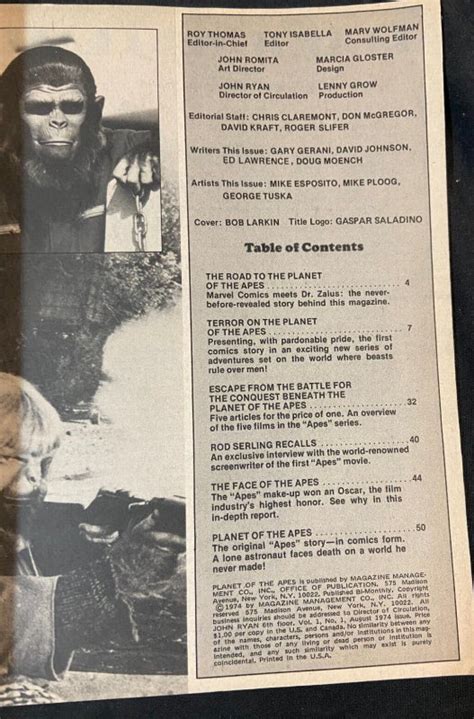 ROY THOMAS TONY ISABELLA MARV WOLFMAN
Editor-in-Chief Editor Consulting Editor
JOHN ROMITA MARCIA GLOSTER
Art Director Design
JOHN RYAN LENNY GROW
Director of Circulation Production
Editorial Staff: CHRIS CLAREMONT, DON McGREGOR,
DAVID KRAFT, ROGER SLIFER
Writers This Issue: GARY GERANI, DAVID JOHNSON,
ED LAWRENCE, DOUG MOENCH
Artists This Issue: MIKE ESPOSITO, MIKE PLOOG,
GEORGE TUSKA
Cover: BOB LARKIN Title Logo: GASPAR SALADINO
Table of Contents
THE ROAD TO THE PLANET
OF THE APES .......................... 4
Marvel Comics meets Dr. Zaius: the never-
before-revealed story behind this magazine.
TERROR ON THE PLANET
OF THE APES .......................... 7
Presenting, with pardonable pride, the first
comics story in an exciting new series of
adventures set on the world where beasts
rule over men!
ESCAPE FROM THE BATTLE FOR
THE CONQUEST BENEATH THE
PLANET OF THE APES .................. 32
Five articles for the price of one. An overview
of the five films in the "Apes" series.
ROD SERLING RECALLS .................. 40
An exclusive interview with the world-renowned
screenwriter of the first "Apes" movie.
THE FACE OF THE APES .................. 44
The "Apes" make-up won an Oscar, the film
industry's highest honor. See why in this
in-depth report.
PLANET OF THE APES .................. 50
The original "Apes" story—in comics form.
A lone astronaut faces death on a world he
never made!
PLANET OF THE APES is published by MAGAZINE MANAGE-
MENT CO., INC., OFFICE OF PUBLICATION, 575 Madison
Avenue, New York, N.Y. 10022. Published Bi-Monthly. Copyright
©1974 by MAGAZINE MANAGEMENT CO., INC. All rights
reserved 575 Madison Avenue, New York, N.Y. 10022. All
business inquiries should be addressed to Director of Circulation,
JOHN RYAN 6th floor. Vol. 1, No. 1, August 1974 issue. Price
$1.00 per copy in the U.S. and Canada. No similarity between any
of the names, characters, persons and/or institutions in this mag-
azine with those of any living or dead person or institution is
intended, and any such similarity which may exist is purely
coincidental. Printed in the U.S.A.